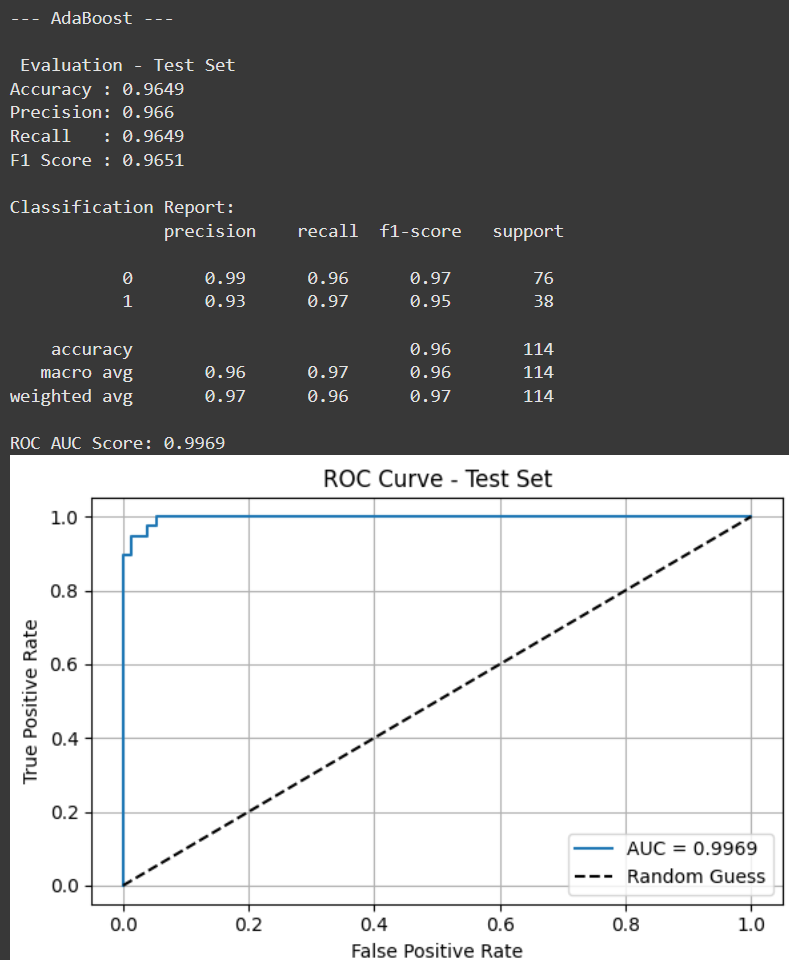 --- AdaBoost ---
Evaluation - Test Set
Accuracy : 0.9649
Precision: 0.966
Recall   : 0.9649
F1 Score : 0.9651
Classification Report:
precision    recall  f1-score   support
0       0.99      0.96      0.97        76
1       0.93      0.97      0.95        38
accuracy                           0.96       114
macro avg       0.96      0.97      0.96       114
weighted avg       0.97      0.96      0.97       114
ROC AUC Score: 0.9969
ROC Curve - Test Set
1.0
0.8
0.6
0.4
0.2
0.0
True Positive Rate
AUC = 0.9969
Random Guess
0.0 0.2 0.4 0.6 0.8 1.0
False Positive Rate